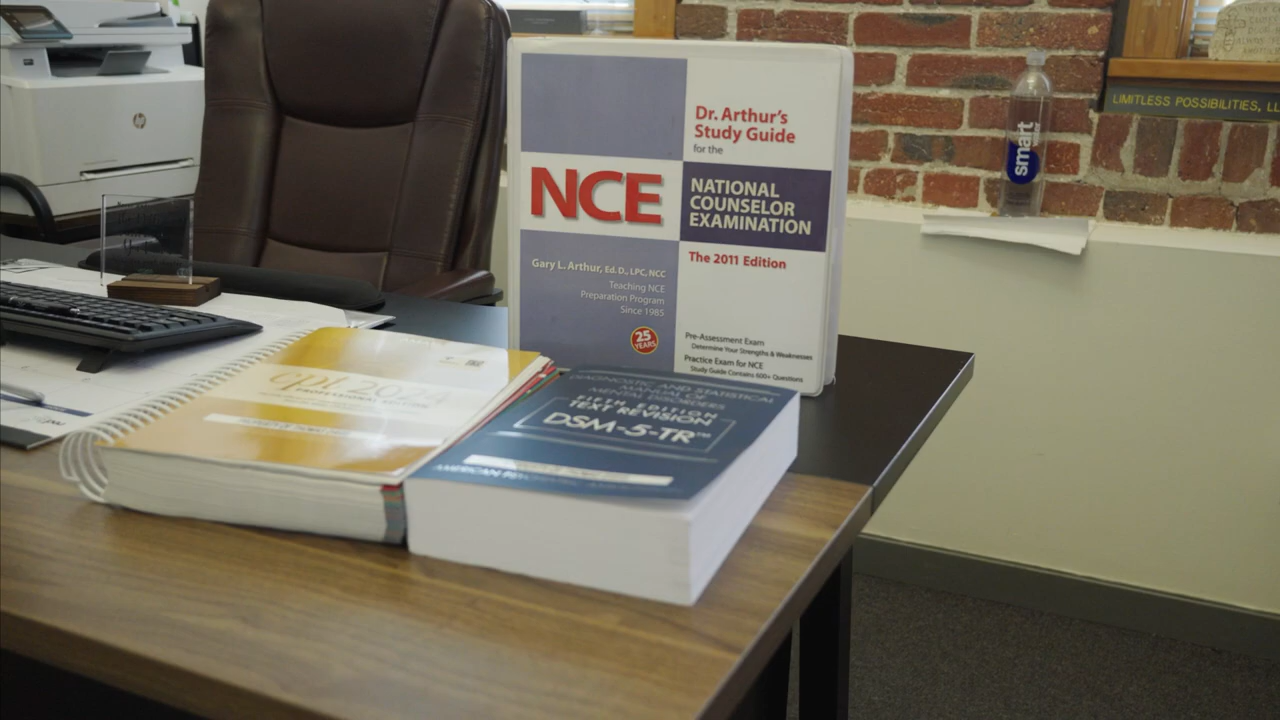 hp
Dr. Arthur's
Study Guide
for the
NCE
NATIONAL
COUNSELOR
EXAMINATION
The 2011 Edition
Gary L. Arthur, Ed. D., LPC, NCC
Teaching NCE
Preparation Program
Since 1985
25
YEARS
Pre-Assessment Exam
Determine Your Strengths & Weaknesses
Practice Exam for NCE
Study Guide Contains 600+ Questions
smart
LIMITLESS POSSIBILITIES, LL
cpt 2024
PROFESSIONAL EDITION
DIAGNOSTIC AND STATISTICAL
MANUAL OF
MENTAL DISORDERS
FIFTH EDITION
TEXT REVISION
DSM-5-TR™
AMERICAN